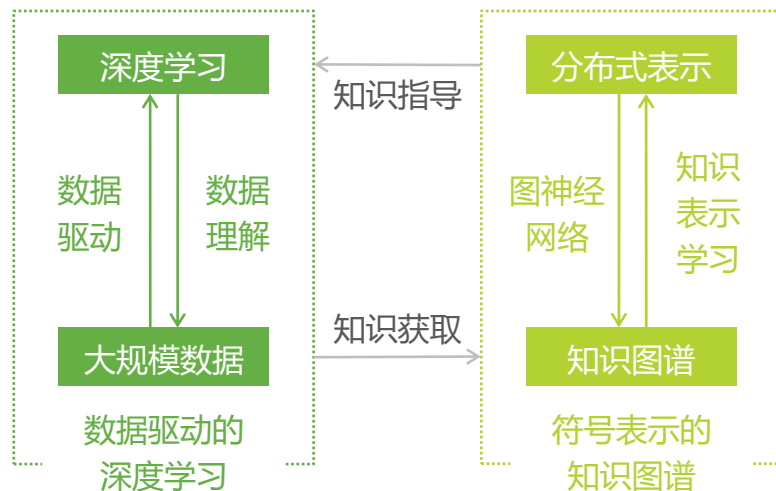 深度学习
分布式表示
知识指导
数据
驱动
数据
理解
图神经
网络
知识
表示
学习
知识获取
大规模数据
知识图谱
数据驱动的
深度学习
符号表示的
知识图谱